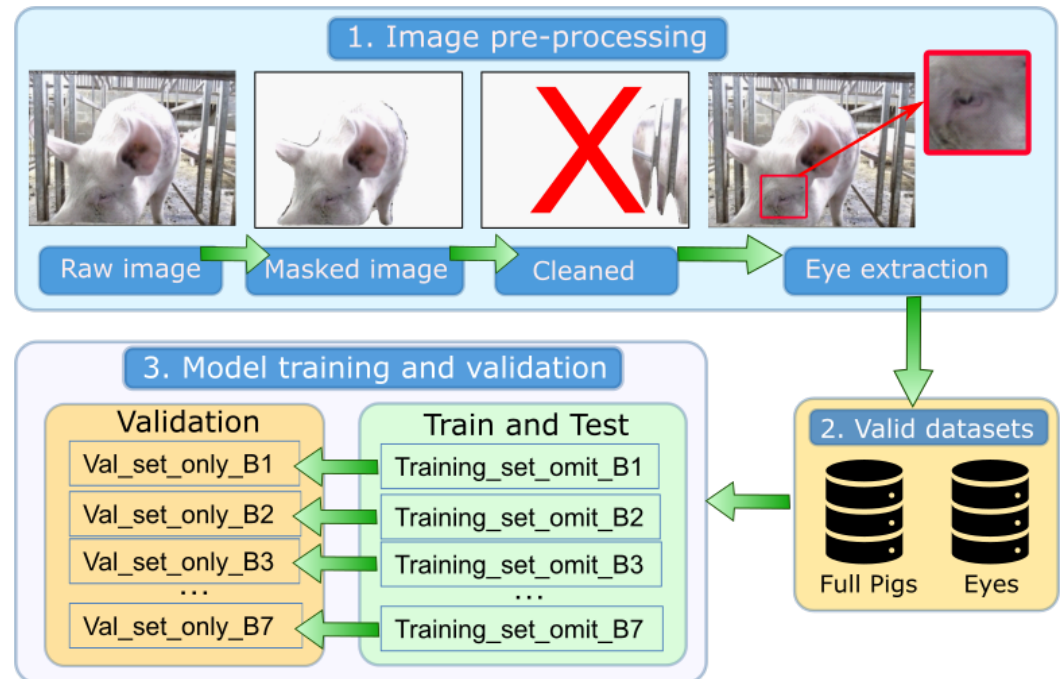 1. Image pre-processing
Raw image
Masked image
Cleaned
Eye extraction
2. Valid datasets
Full Pigs
Eyes
3. Model training and validation
Validation
Val_set_only_B1
Val_set_only_B2
Val_set_only_B3
...
Val_set_only_B7
Train and Test
Training_set_omit_B1
Training_set_omit_B2
Training_set_omit_B3
...
Training_set_omit_B7